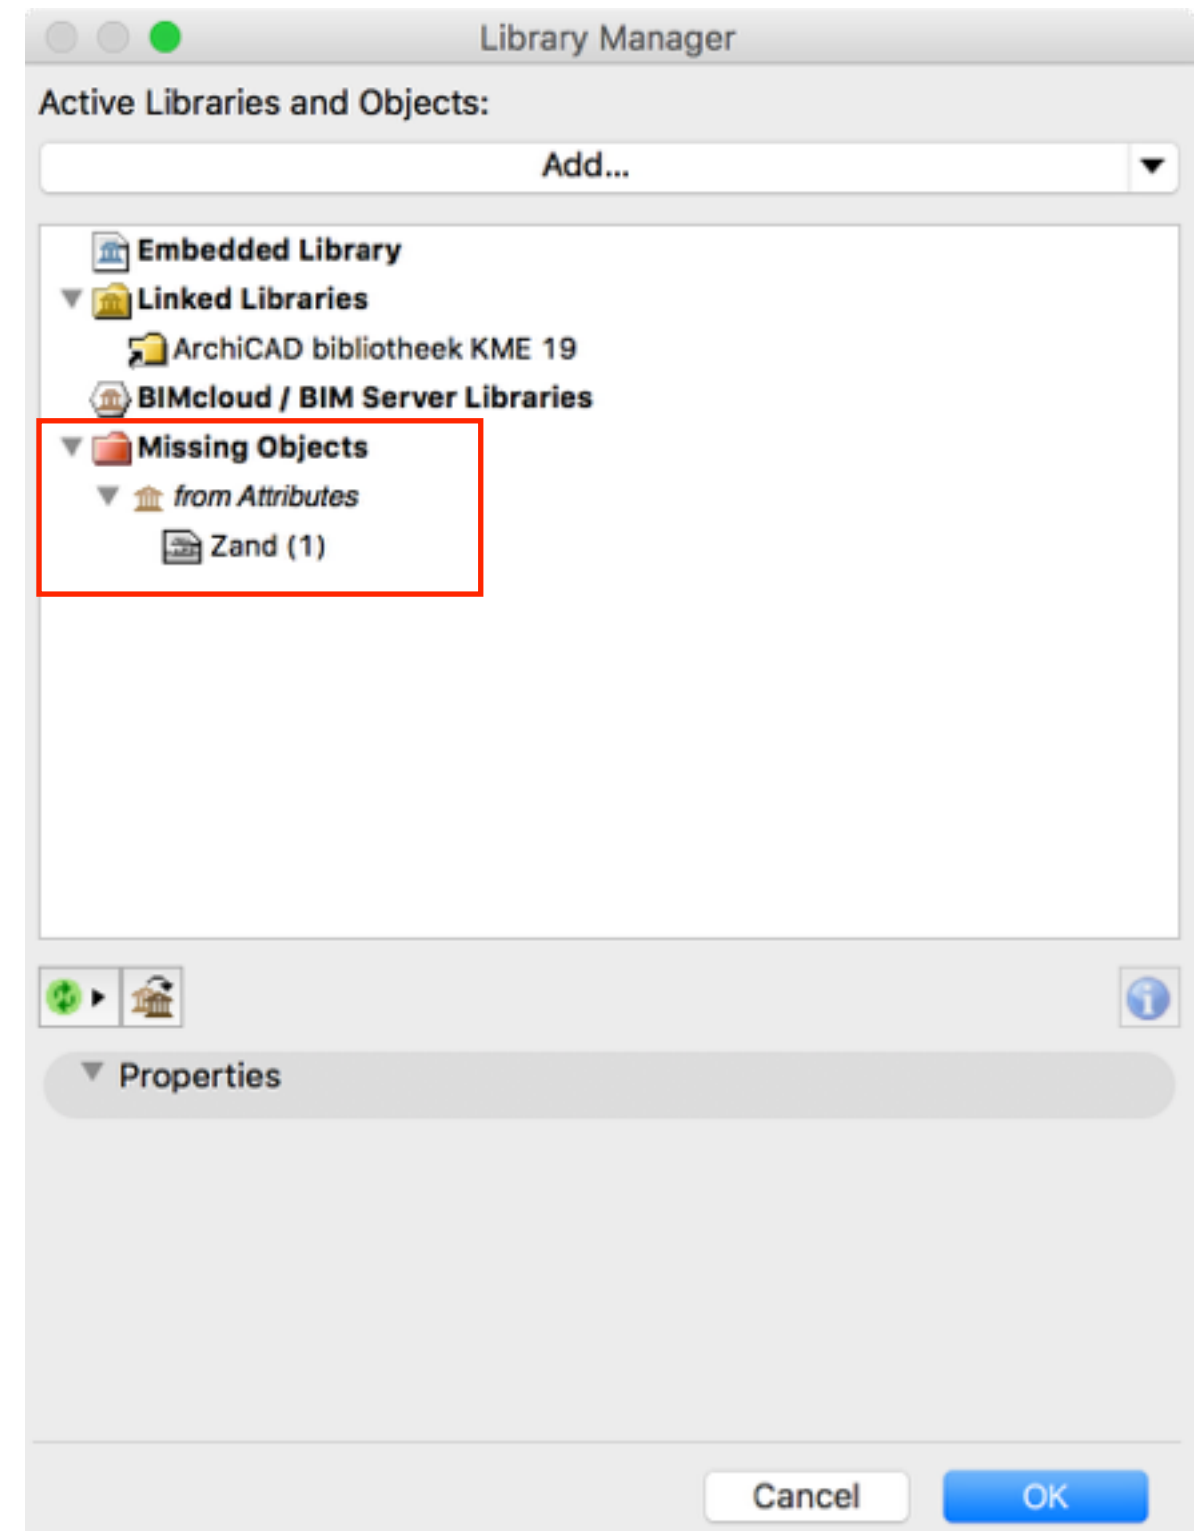 Library Manager
Active Libraries and Objects:
Add...
Embedded Library
Linked Libraries
ArchiCAD bibliotheek KME 19
BIMcloud / BIM Server Libraries
Missing Objects
from Attributes
Zand (1)
Properties
Cancel
OK